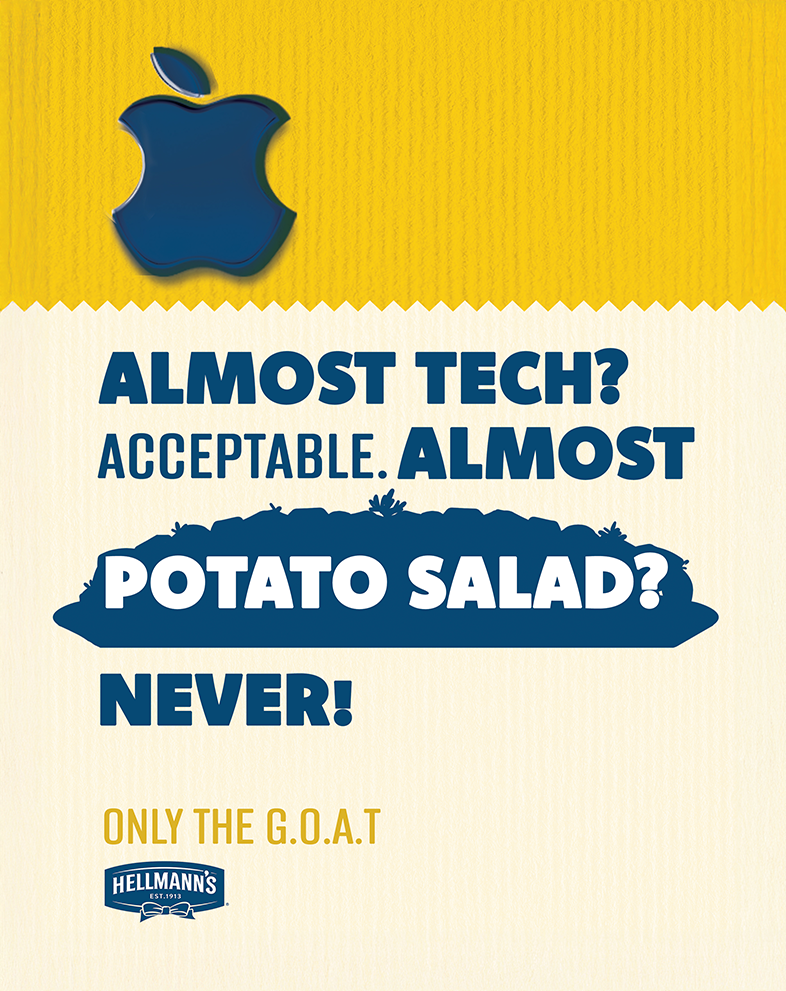 ALMOST TECH?
ACCEPTABLE. ALMOST
POTATO SALAD?
NEVER!
ONLY THE G.O.A.T
HELLMANN'S
EST.1913